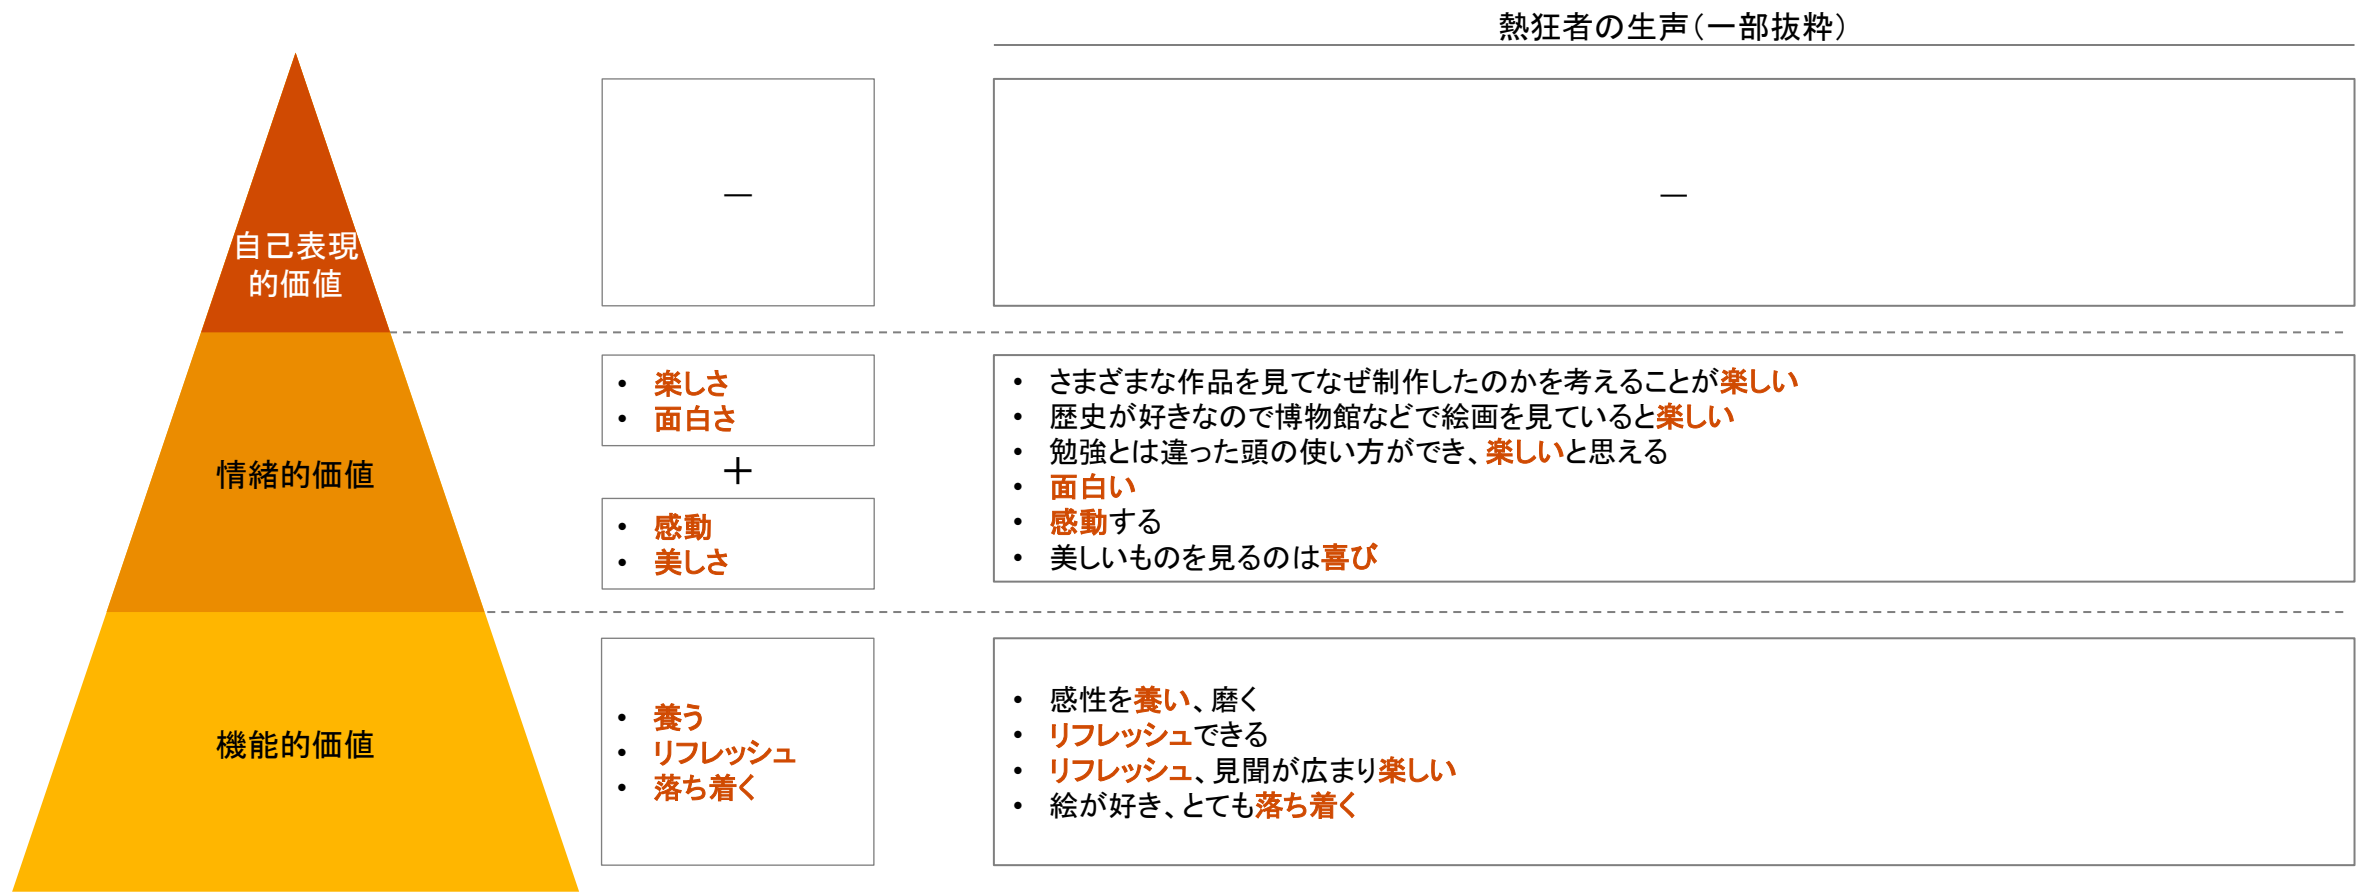 熱狂者の生声（一部抜粋）
自己表現
的価値
－
－
情緒的価値
• 楽しさ
• 面白さ
＋
• 感動
• 美しさ
• さまざまな作品を見てなぜ制作したのかを考えることが楽しい
• 歴史が好きなので博物館などで絵画を見ていると楽しい
• 勉強とは違った頭の使い方ができ、楽しいと思える
• 面白い
• 感動する
• 美しいものを見るのは喜び
機能的価値
• 養う
• リフレッシュ
• 落ち着く
• 感性を養い、磨く
• リフレッシュできる
• リフレッシュ、見聞が広まり楽しい
• 絵が好き、とても落ち着く